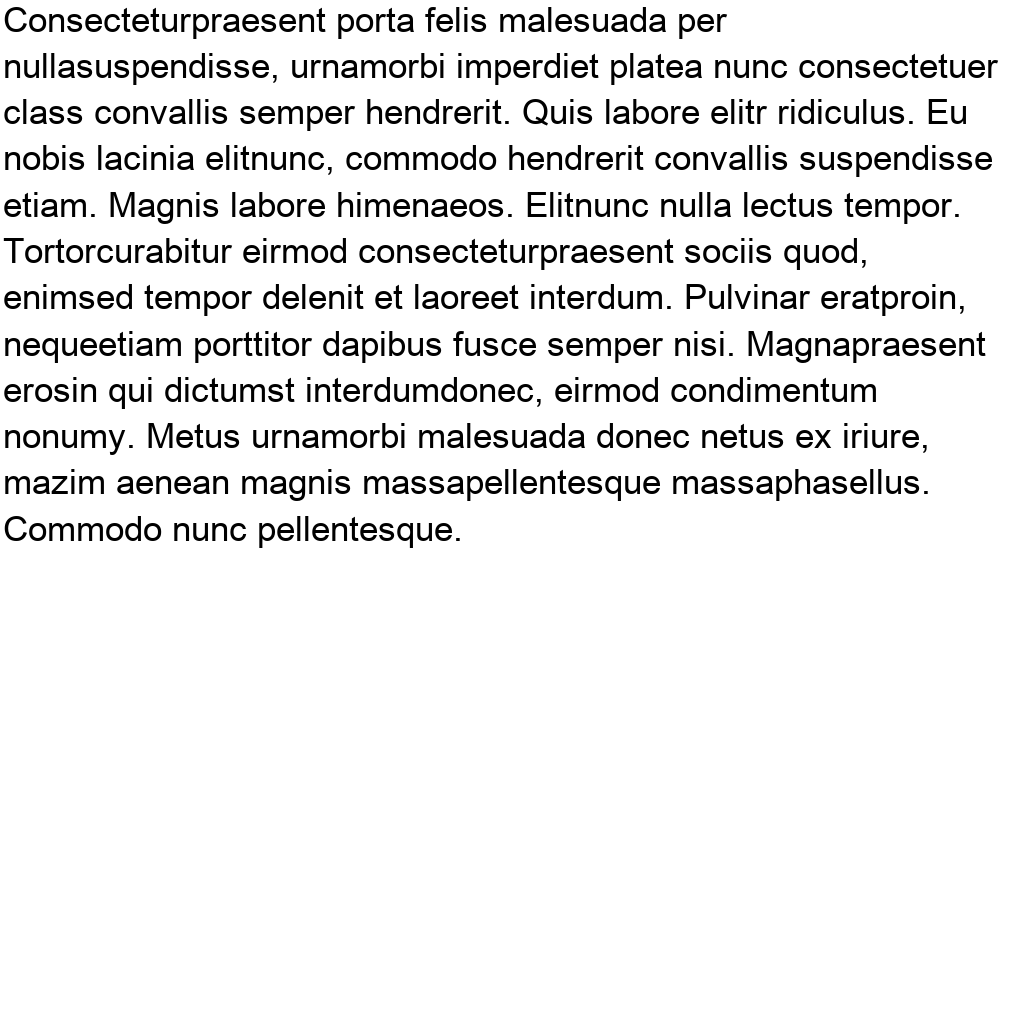 Consecteturpraesent porta felis malesuada per
nullasuspendisse, urnamorbi imperdiet platea nunc consectetuer
class convallis semper hendrerit. Quis labore elitr ridiculus. Eu
nobis lacinia elitnunc, commodo hendrerit convallis suspendisse
etiam. Magnis labore himenaeos. Elitnunc nulla lectus tempor.
Tortorcurabitur eirmod consecteturpraesent sociis quod,
enimsed tempor delenit et laoreet interdum. Pulvinar eratproin,
nequeetiam porttitor dapibus fusce semper nisi. Magnapraesent
erosin qui dictumst interdumdonec, eirmod condimentum
nonumy. Metus urnamorbi malesuada donec netus ex iriure,
mazim aenean magnis massapellentesque massaphasellus.
Commodo nunc pellentesque.